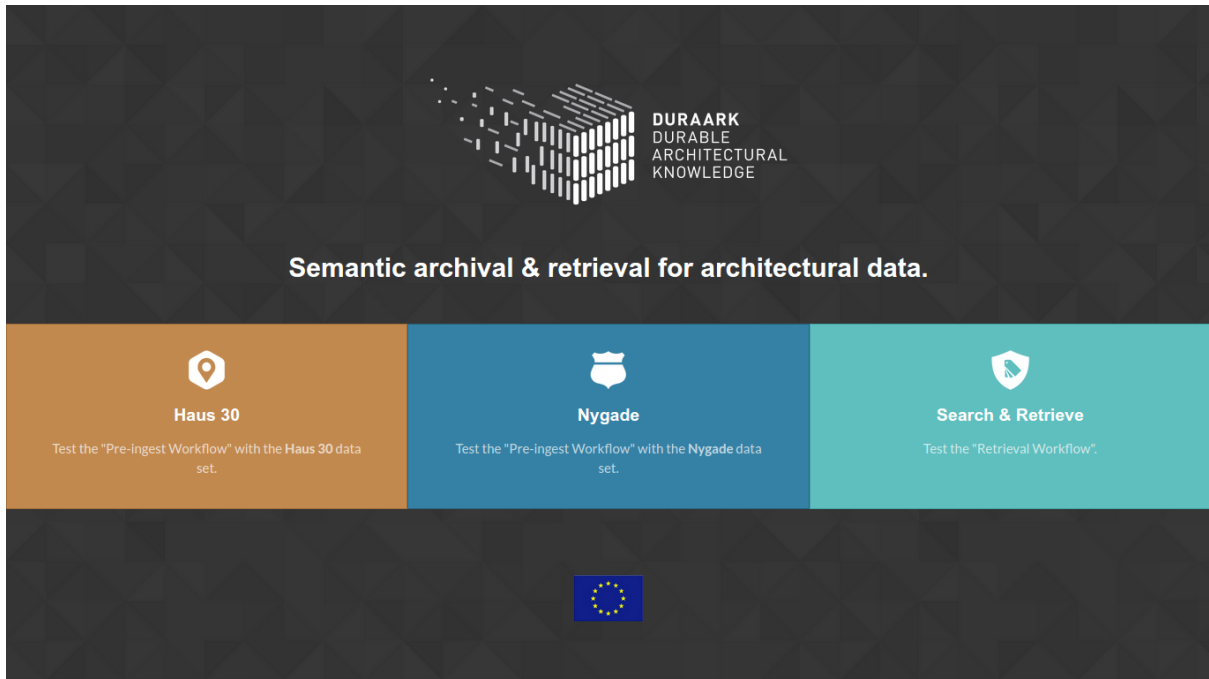 DURAARK
DURABLE
ARCHITECTURAL
KNOWLEDGE
Semantic archival & retrieval for architectural data.
Haus 30
Test the "Pre-ingest Workflow" with the Haus 30 data
set.
Nygade
Test the "Pre-ingest Workflow" with the Nygade data
set.
Search & Retrieve
Test the "Retrieval Workflow".